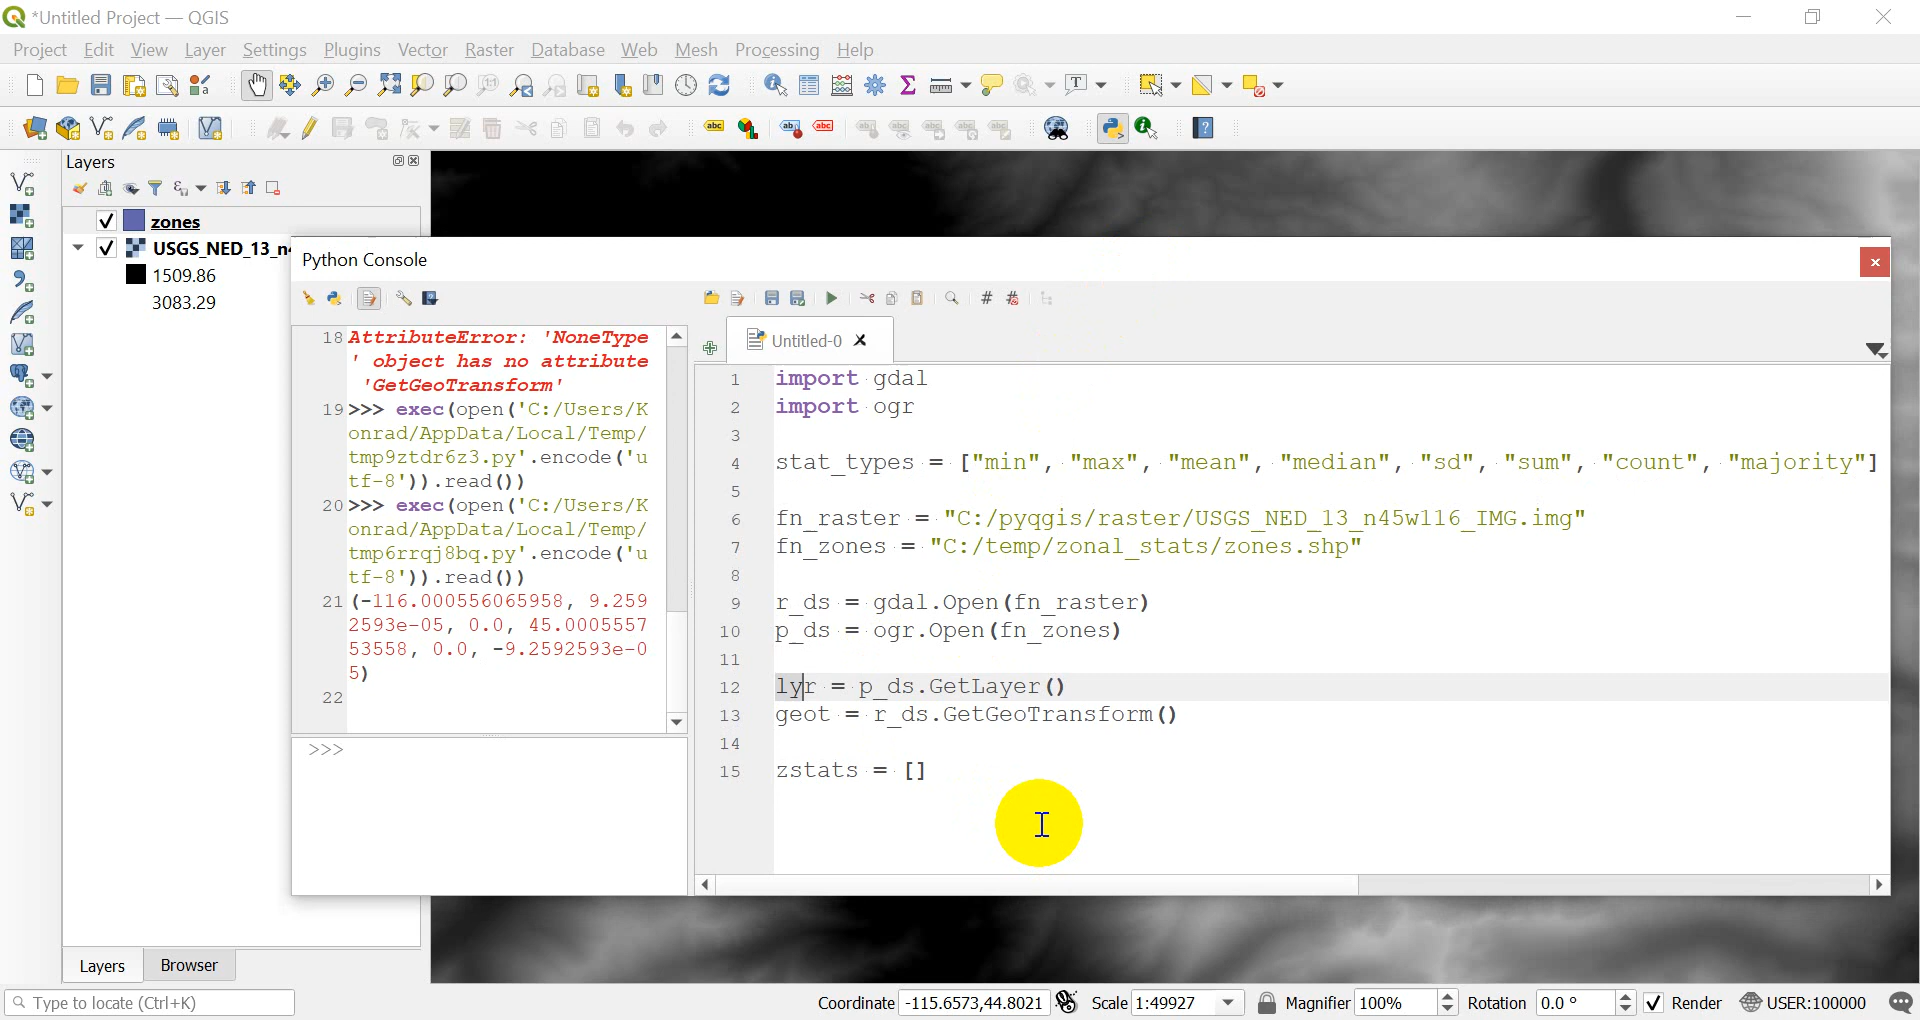 *Untitled Project — QGIS
Project Edit View Layer Settings Plugins Vector Raster Database Web Mesh Processing Help
Layers
zones
USGS_NED_13_n4
1509.86
3083.29
Python Console
18 AttributeError: 'NoneType
' object has no attribute
'GetGeoTransform'
19 >>> exec(open('C:/Users/K
onrad/AppData/Local/Temp/
tmp9ztdr6z3.py'.encode('u
tf-8')).read())
20 >>> exec(open('C:/Users/K
onrad/AppData/Local/Temp/
tmp6rrqj8bq.py'.encode('u
tf-8')).read())
21 (-116.000556065958, 9.259
2593e-05, 0.0, 45.0005557
53558, 0.0, -9.2592593e-0
5)
22
>>>
Untitled-0
1 import gdal
2 import ogr
3
4 stat_types = ["min", "max", "mean", "median", "sd", "sum", "count", "majority"]
5
6 fn_raster = "C:/pyqgis/raster/USGS_NED_13_n45w116_IMG.img"
7 fn_zones = "C:/temp/zonal_stats/zones.shp"
8
9 r_ds = gdal.Open(fn_raster)
10 p_ds = ogr.Open(fn_zones)
11
12 lyr = p_ds.GetLayer()
13 geot = r_ds.GetGeoTransform()
14
15 zstats = []
Layers Browser
Type to locate (Ctrl+K) Coordinate -115.6573,44.8021 Scale 1:49927 Magnifier 100% Rotation 0.0 ° Render USER:100000